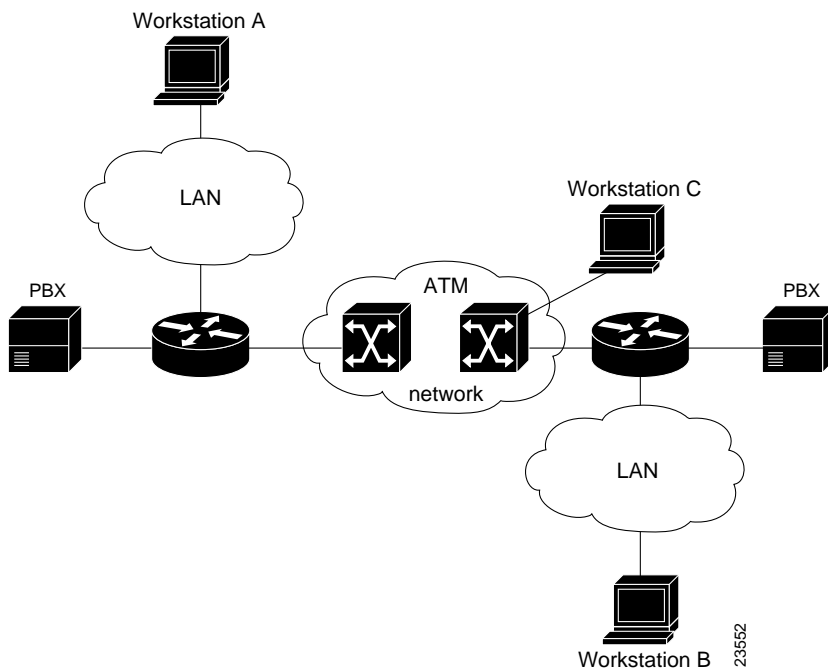 Workstation A
LAN
Workstation C
PBX
ATM
PBX
network
LAN
Workstation B
23552